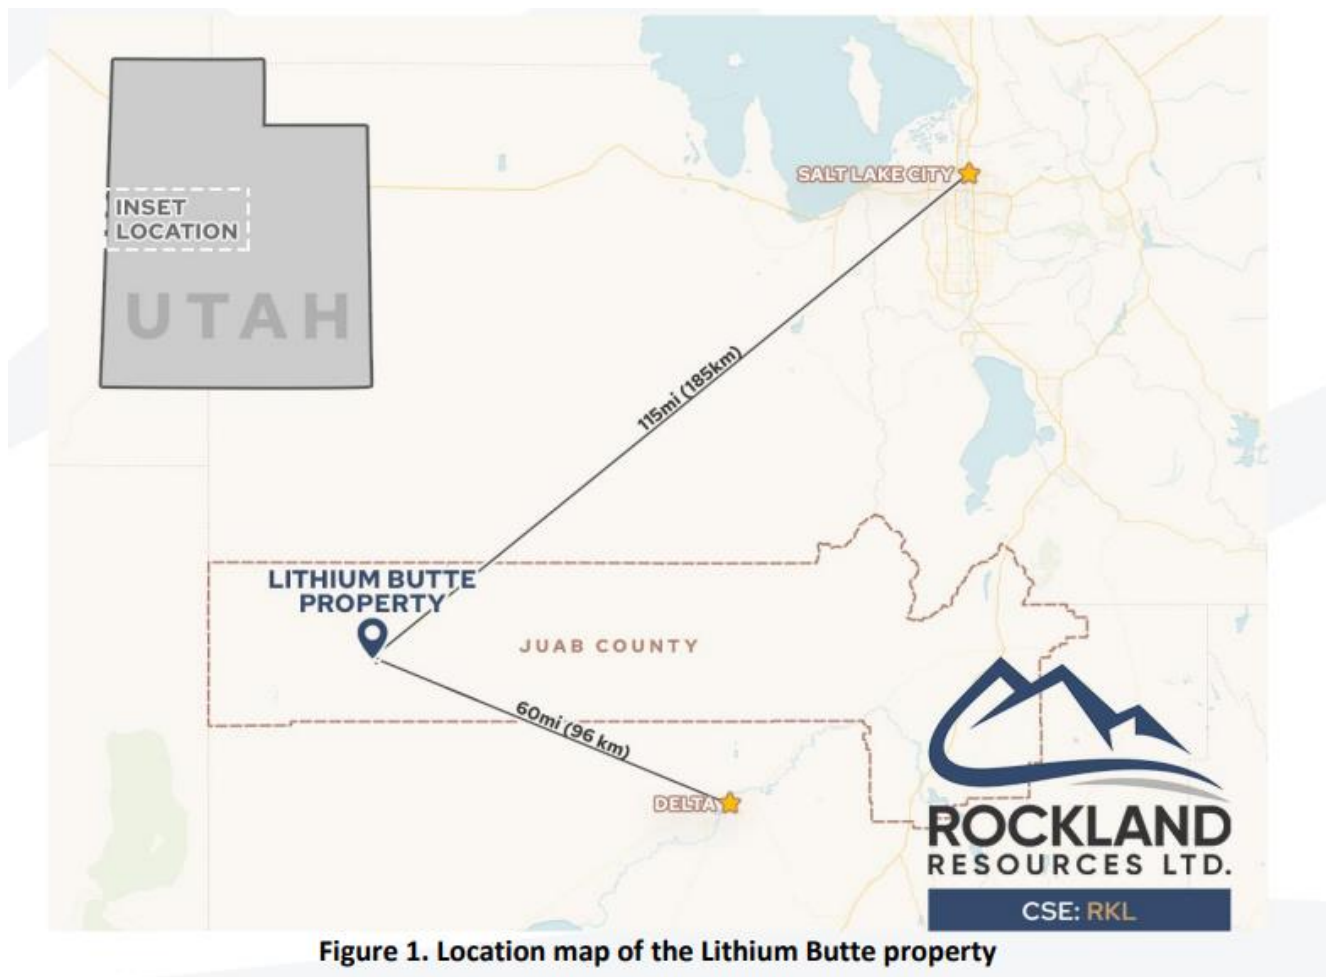 INSET
LOCATION
UTAH
SALT LAKE CITY
115mi (185km)
LITHIUM BUTTE
PROPERTY
JUAB COUNTY
60mi (96 km)
DELTA
ROCKLAND
RESOURCES LTD.
CSE: RKL
Figure 1. Location map of the Lithium Butte property